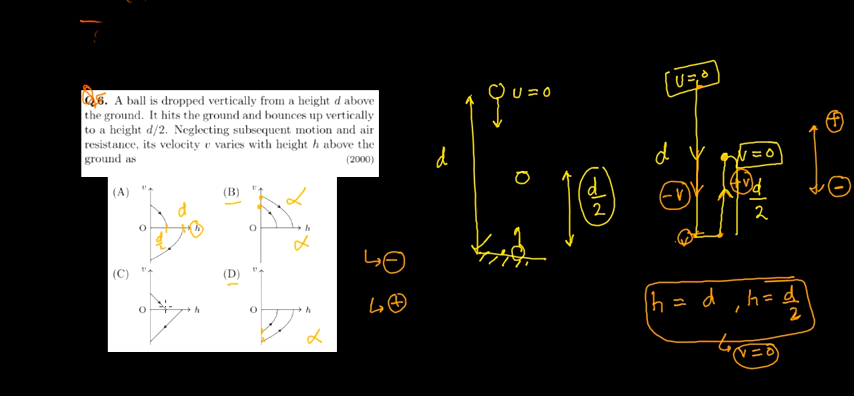 Q.6. A ball is dropped vertically from a height d above
the ground. It hits the ground and bounces up vertically
to a height d/2. Neglecting subsequent motion and air
resistance, its velocity v varies with height h above the
ground as (2000)
(A) v O h d d/2
(B) v O h
(C) v O h
(D) v O h
⊖
⊕
u=0
d
d/2
u=0
d
v=0
-v
+v
d/2
v
⊕
⊖
h = d , h = d/2
v=0